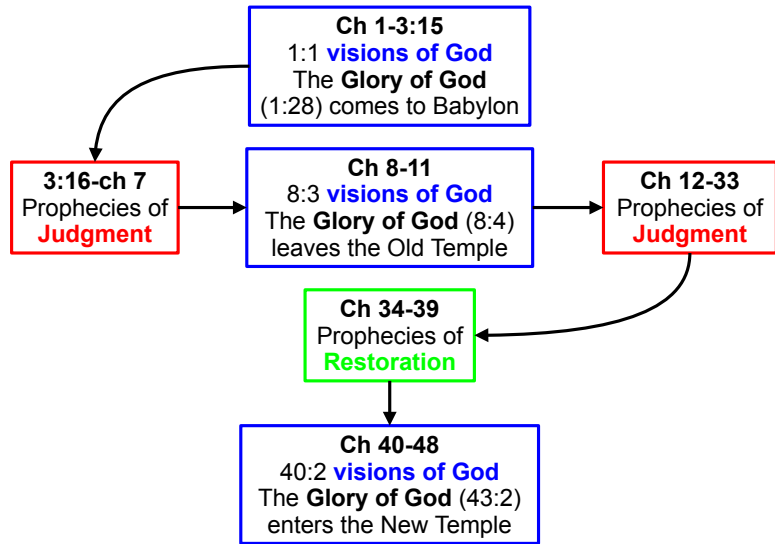 Ch 1-3:15
1:1 visions of God
The Glory of God
(1:28) comes to Babylon
3:16-ch 7
Prophecies of
Judgment
Ch 8-11
8:3 visions of God
The Glory of God (8:4)
leaves the Old Temple
Ch 12-33
Prophecies of
Judgment
Ch 34-39
Prophecies of
Restoration
Ch 40-48
40:2 visions of God
The Glory of God (43:2)
enters the New Temple